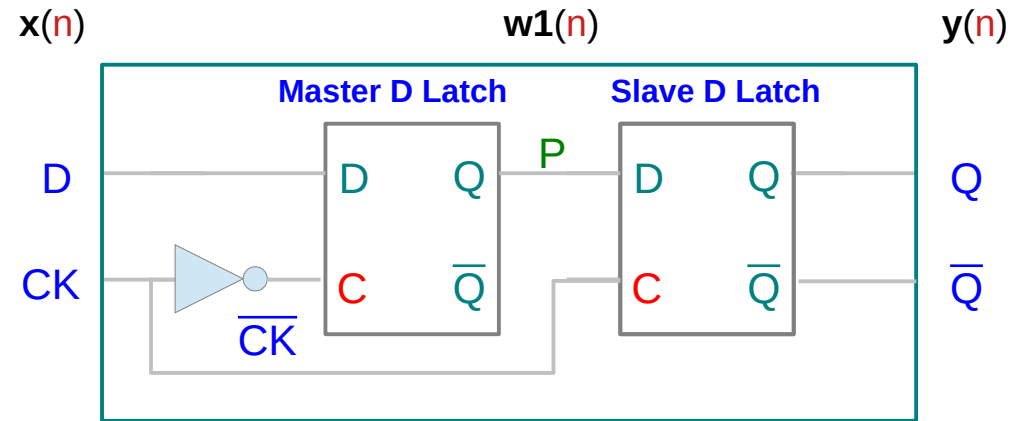 x(n) w1(n) y(n)
Master D Latch Slave D Latch
P
D D Q D Q Q
CK C Q̅ C Q̅ Q̅
C̅K̅